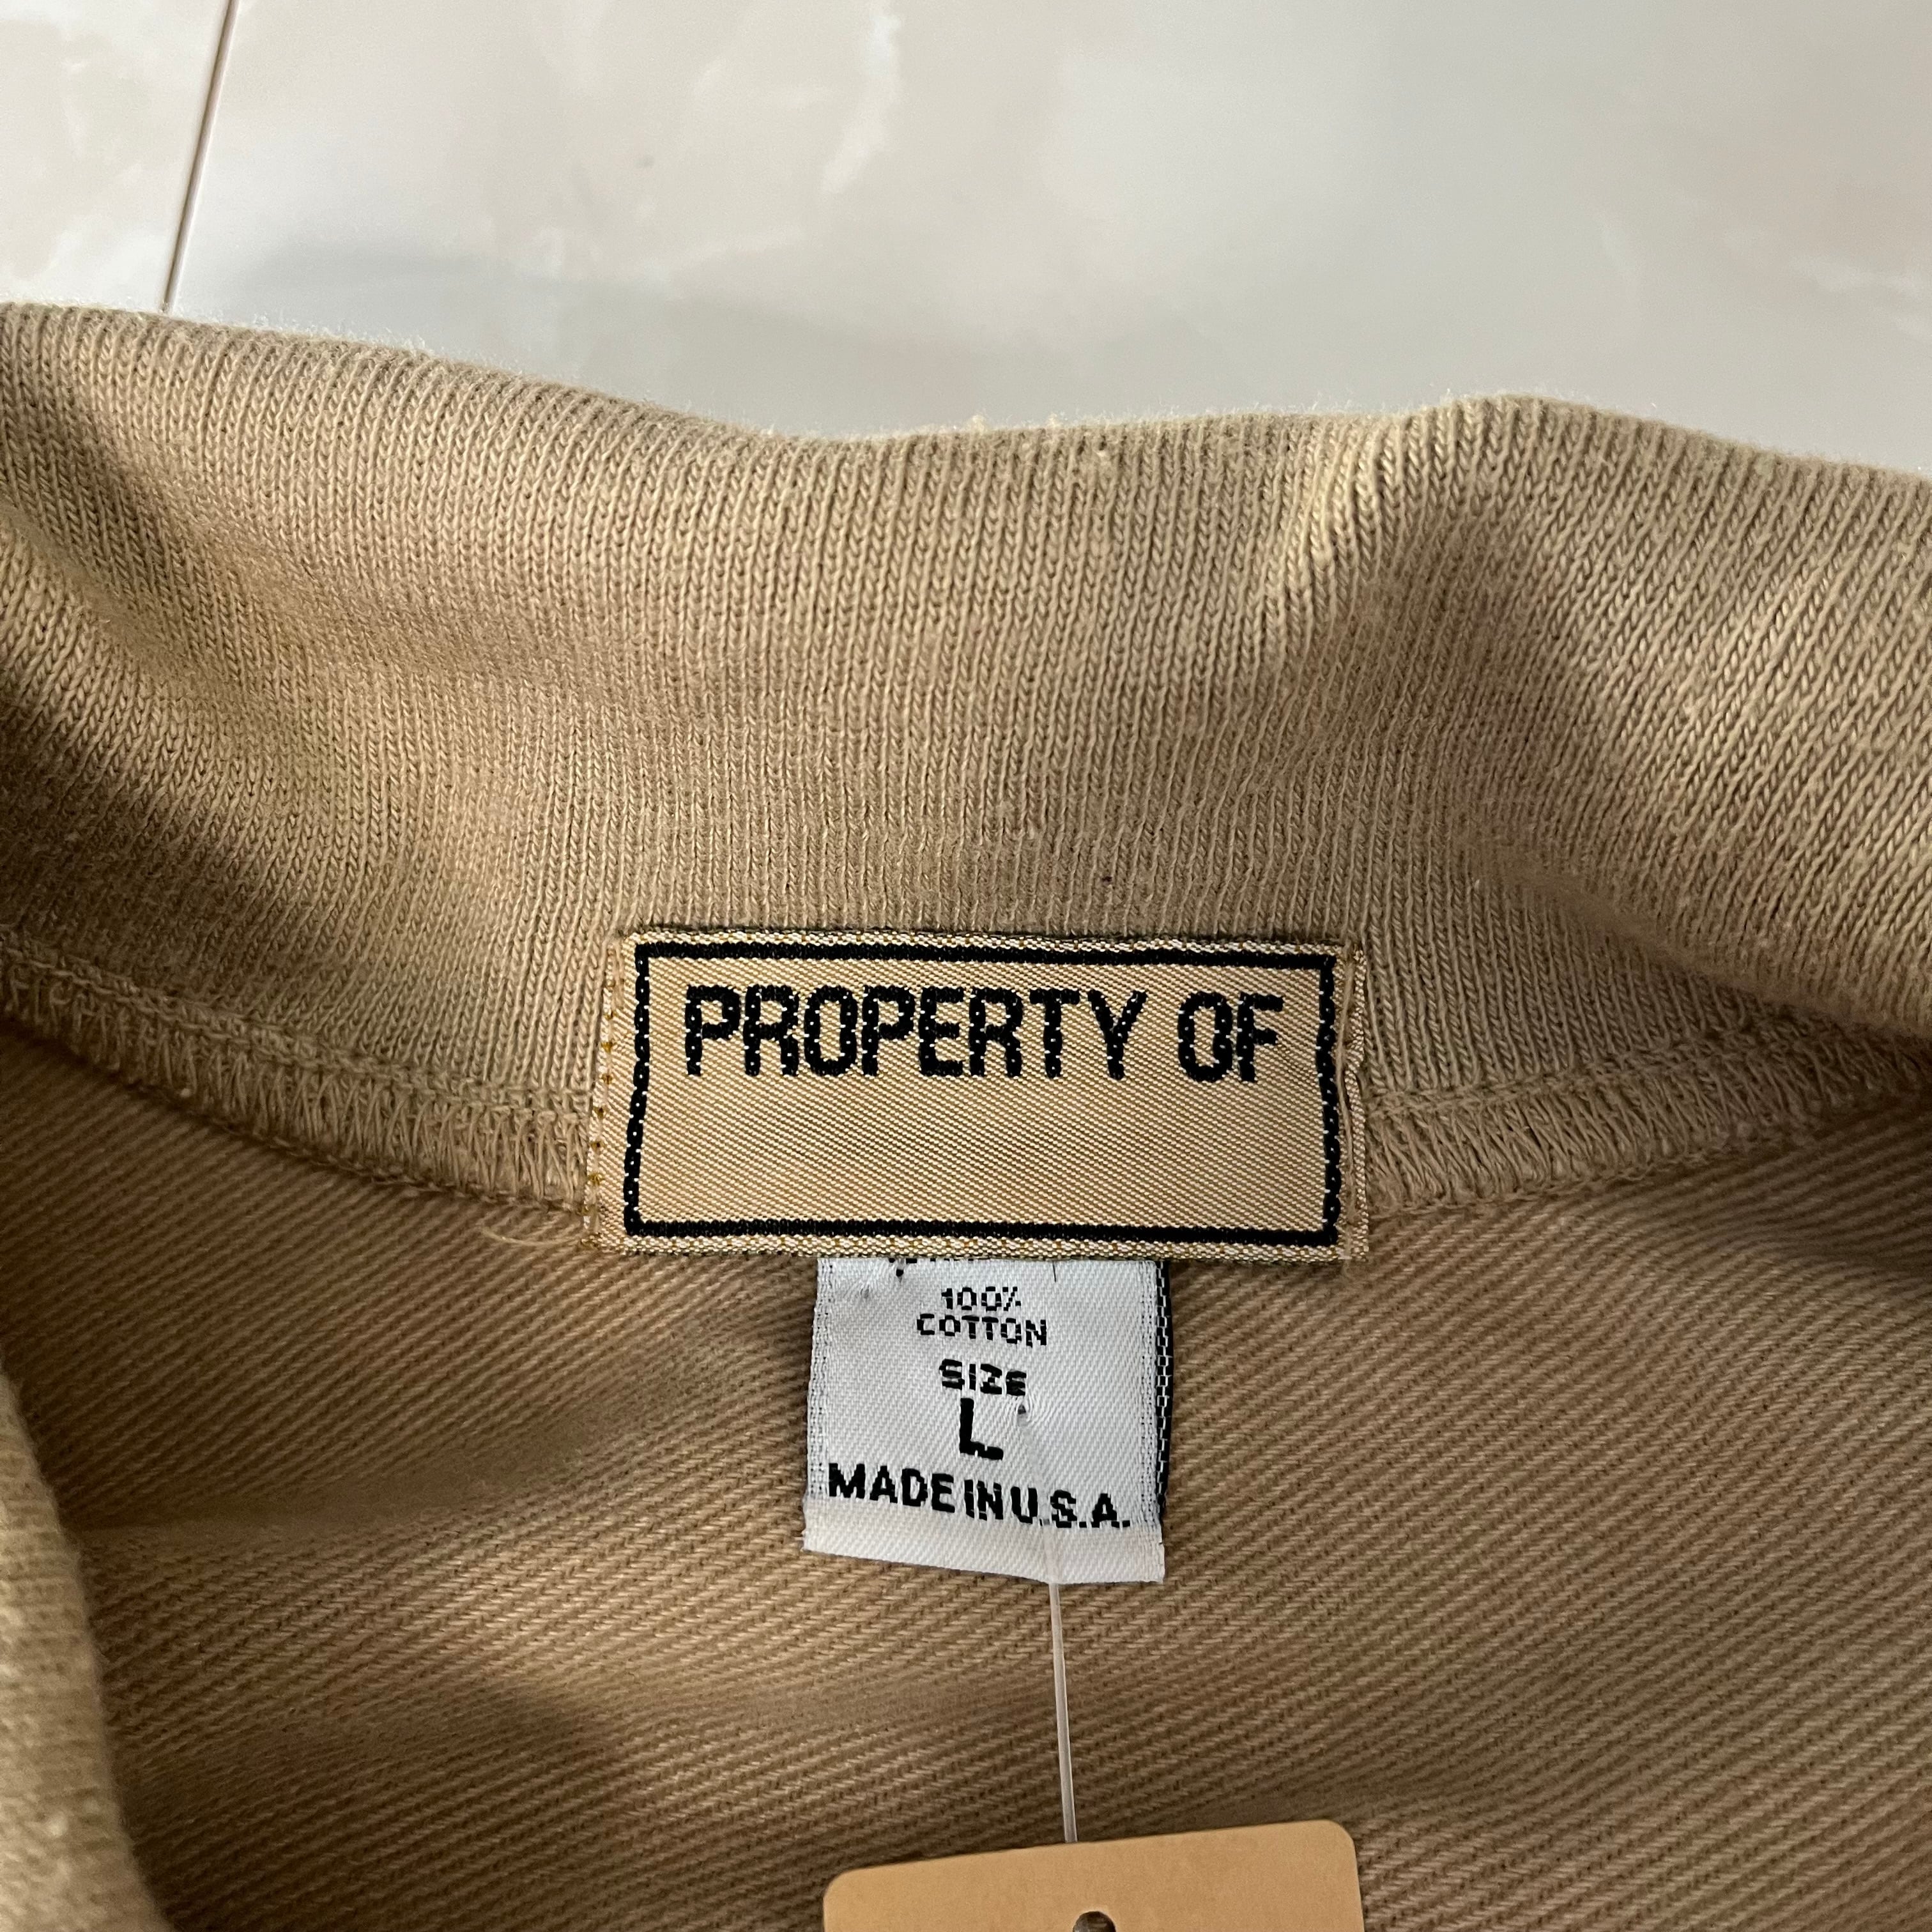 PROPERTY OF
100%
COTTON
SIZE
L
MADE IN U.S.A.